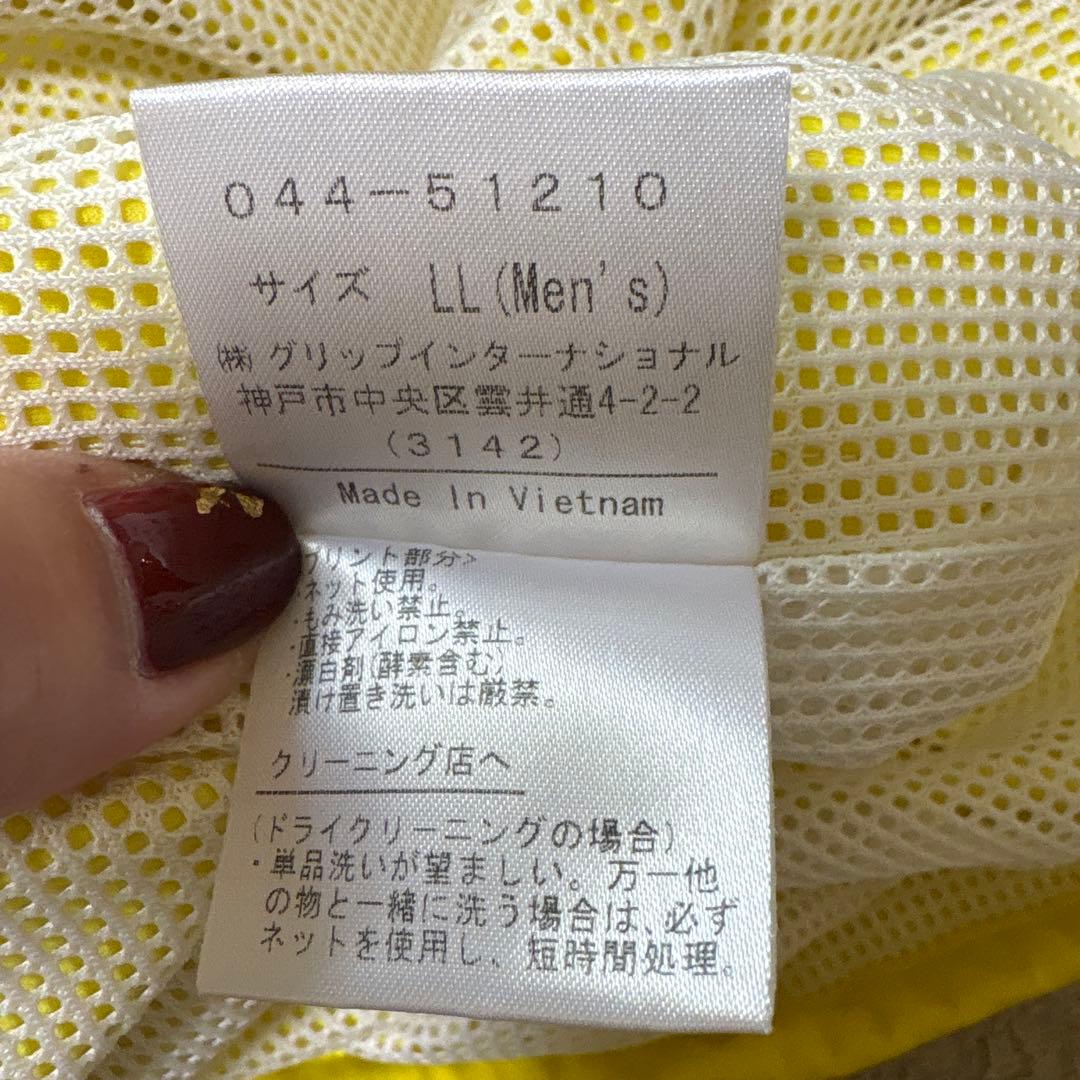 044-51210
サイズ LL(Men's)
㈱グリップインターナショナル
神戸市中央区雲井通4-2-2
(3142)
Made In Vietnam
プリント部分>
ネット使用。
・もみ洗い禁止。
・直接アイロン禁止。
・漂白剤(酵素含む)
漬け置き洗いは厳禁。
クリーニング店へ
(ドライクリーニングの場合)
・単品洗いが望ましい。万一他
の物と一緒に洗う場合は、必ず
ネットを使用し、短時間処理。